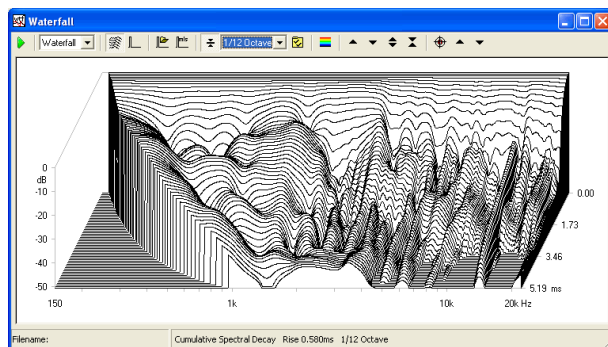 Waterfall
Waterfall
1/12 Octave
0
dB
-10
-20
-30
-40
-50
0.00
1.73
3.46
5.19 ms
150
1k
10k
20k Hz
Filename:
Cumulative Spectral Decay Rise 0.580ms 1/12 Octave